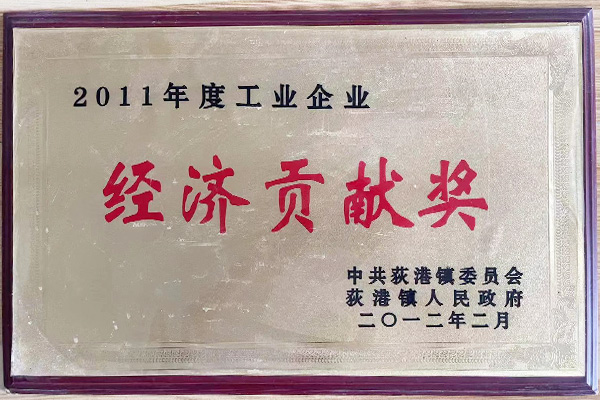 2011年度工业企业
经济贡献奖
中共荻港镇委员会
荻港镇人民政府
二〇一二年二月